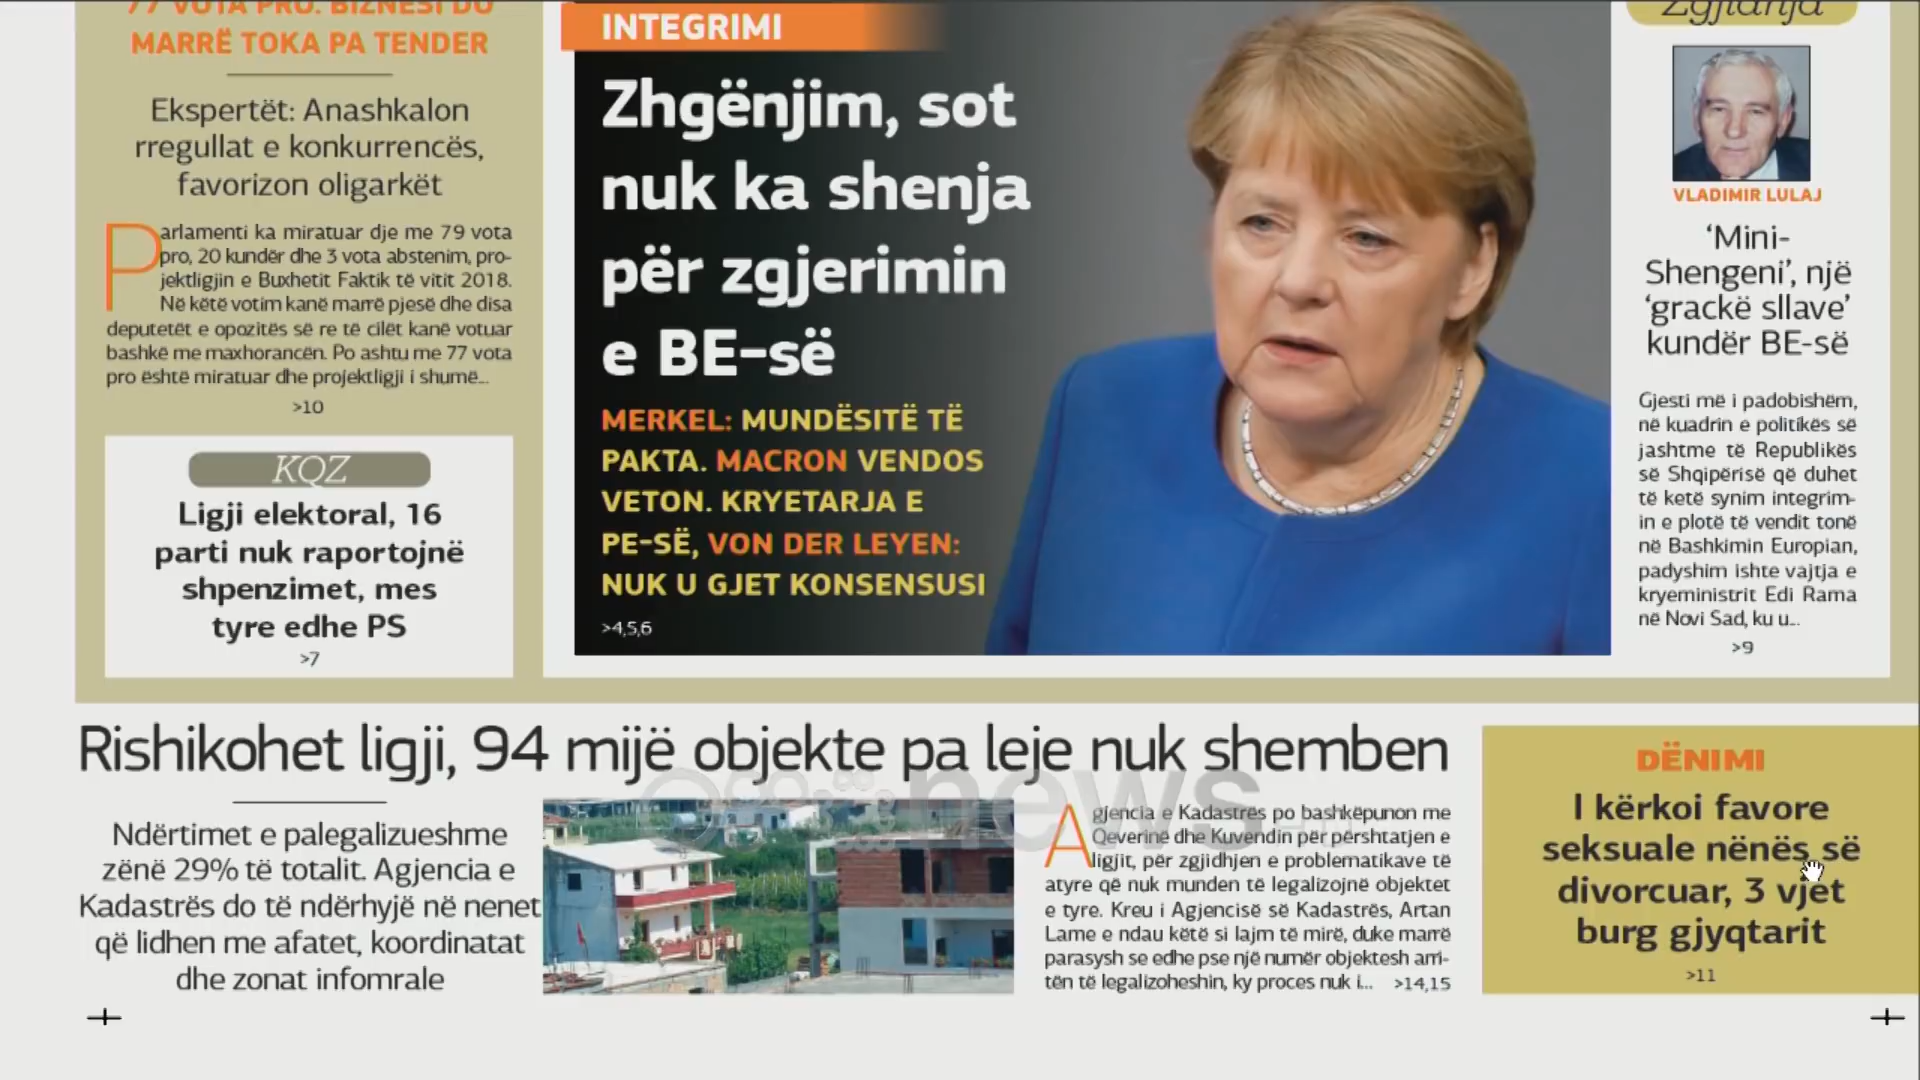 77 VOTA PRO. BIZNESI DO
MARRË TOKA PA TENDER
Ekspertët: Anashkalon
rregullat e konkurrencës,
favorizon oligarkët
Parlamenti ka miratuar dje me 79 vota
pro, 20 kundër dhe 3 vota abstenim, pro-
jektligjin e Buxhetit Faktik të vitit 2018.
Në këtë votim kanë marrë pjesë dhe disa
deputetët e opozitës së re të cilët kanë votuar
bashkë me maxhorancën. Po ashtu me 77 vota
pro është miratuar dhe projektligji i shumë...
>10
KQZ
Ligji elektoral, 16
parti nuk raportojnë
shpenzimet, mes
tyre edhe PS
>7
INTEGRIMI
Zhgënjim, sot
nuk ka shenja
për zgjerimin
e BE-së
MERKEL: MUNDËSITË TË
PAKTA. MACRON VENDOS
VETON. KRYETARJA E
PE-SË, VON DER LEYEN:
NUK U GJET KONSENSUSI
>4,5,6
Zgjidhja
VLADIMIR LULAJ
‘Mini-
Shengeni’, një
‘grackë sllave’
kundër BE-së
Gjesti më i padobishëm,
në kuadrin e politikës së
jashtme të Republikës
së Shqipërisë që duhet
të ketë synim integrim-
in e plotë të vendit tonë
në Bashkimin Europian,
padyshim ishte vajtja e
kryeministrit Edi Rama
në Novi Sad, ku u...
>9
Rishikohet ligji, 94 mijë objekte pa leje nuk shemben
Ndërtimet e palegalizueshme
zënë 29% të totalit. Agjencia e
Kadastrës do të ndërhyjë në nenet
që lidhen me afatet, koordinatat
dhe zonat infomrale
news
Agjencia e Kadastrës po bashkëpunon me
Qeverinë dhe Kuvendin për përshtatjen e
ligjit, për zgjidhjen e problematikave të
atyre që nuk munden të legalizojnë objektet
e tyre. Kreu i Agjencisë së Kadastrës, Artan
Lame e ndau këtë si lajm të mirë, duke marrë
parasysh se edhe pse një numër objektesh arri-
tën të legalizoheshin, ky proces nuk i... >14,15
DËNIMI
I kërkoi favore
seksuale nënës së
divorcuar, 3 vjet
burg gjyqtarit
>11